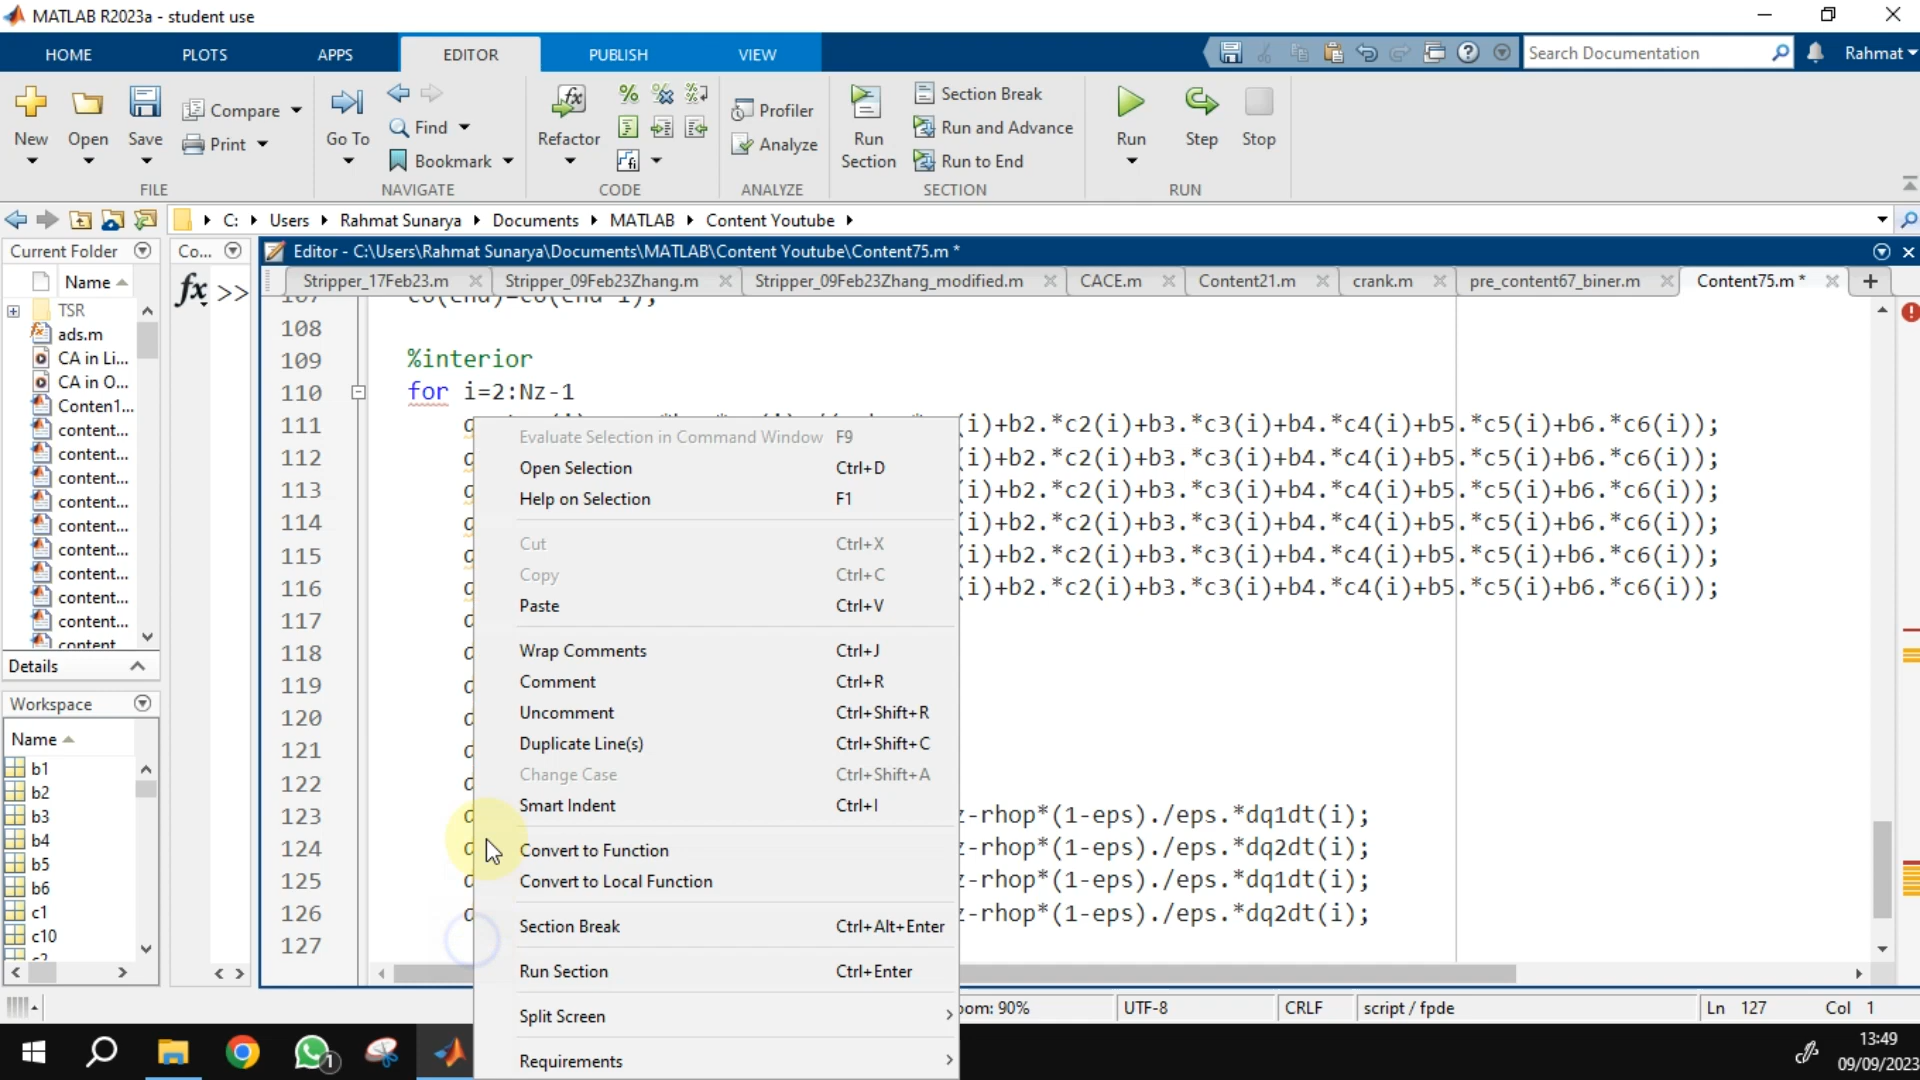 MATLAB R2023a - student use
HOME PLOTS APPS EDITOR PUBLISH VIEW Search Documentation Rahmat
New Open Save Compare Print FILE
Go To Find Bookmark NAVIGATE
Refactor CODE
Profiler Analyze ANALYZE
Run Section Section Break Run and Advance Run to End SECTION
Run Step Stop RUN
C: Users Rahmat Sunarya Documents MATLAB Content Youtube
Current Folder
Name
TSR
ads.m
CA in Li...
CA in O...
Conten1...
content...
content...
content...
content...
content...
content...
content...
content...
content...
content
Details
Workspace
Name
b1
b2
b3
b4
b5
b6
c1
c10
c2
Co...
fx >>
Editor - C:\Users\Rahmat Sunarya\Documents\MATLAB\Content Youtube\Content75.m *
Stripper_17Feb23.m Stripper_09Feb23Zhang.m Stripper_09Feb23Zhang_modified.m CACE.m Content21.m crank.m pre_content67_biner.m Content75.m *
108
109 %interior
110 for i=2:Nz-1
111 (i)+b2.*c2(i)+b3.*c3(i)+b4.*c4(i)+b5.*c5(i)+b6.*c6(i));
112 (i)+b2.*c2(i)+b3.*c3(i)+b4.*c4(i)+b5.*c5(i)+b6.*c6(i));
113 (i)+b2.*c2(i)+b3.*c3(i)+b4.*c4(i)+b5.*c5(i)+b6.*c6(i));
114 (i)+b2.*c2(i)+b3.*c3(i)+b4.*c4(i)+b5.*c5(i)+b6.*c6(i));
115 (i)+b2.*c2(i)+b3.*c3(i)+b4.*c4(i)+b5.*c5(i)+b6.*c6(i));
116 (i)+b2.*c2(i)+b3.*c3(i)+b4.*c4(i)+b5.*c5(i)+b6.*c6(i));
117
118
119
120
121
122
123 z-rhop*(1-eps)./eps.*dq1dt(i);
124 z-rhop*(1-eps)./eps.*dq2dt(i);
125 z-rhop*(1-eps)./eps.*dq1dt(i);
126 z-rhop*(1-eps)./eps.*dq2dt(i);
127
Evaluate Selection in Command Window F9
Open Selection Ctrl+D
Help on Selection F1
Cut Ctrl+X
Copy Ctrl+C
Paste Ctrl+V
Wrap Comments Ctrl+J
Comment Ctrl+R
Uncomment Ctrl+Shift+R
Duplicate Line(s) Ctrl+Shift+C
Change Case Ctrl+Shift+A
Smart Indent Ctrl+I
Convert to Function
Convert to Local Function
Section Break Ctrl+Alt+Enter
Run Section Ctrl+Enter
Split Screen
Requirements
oom: 90% UTF-8 CRLF script / fpde Ln 127 Col 1
1
13:49
09/09/2023